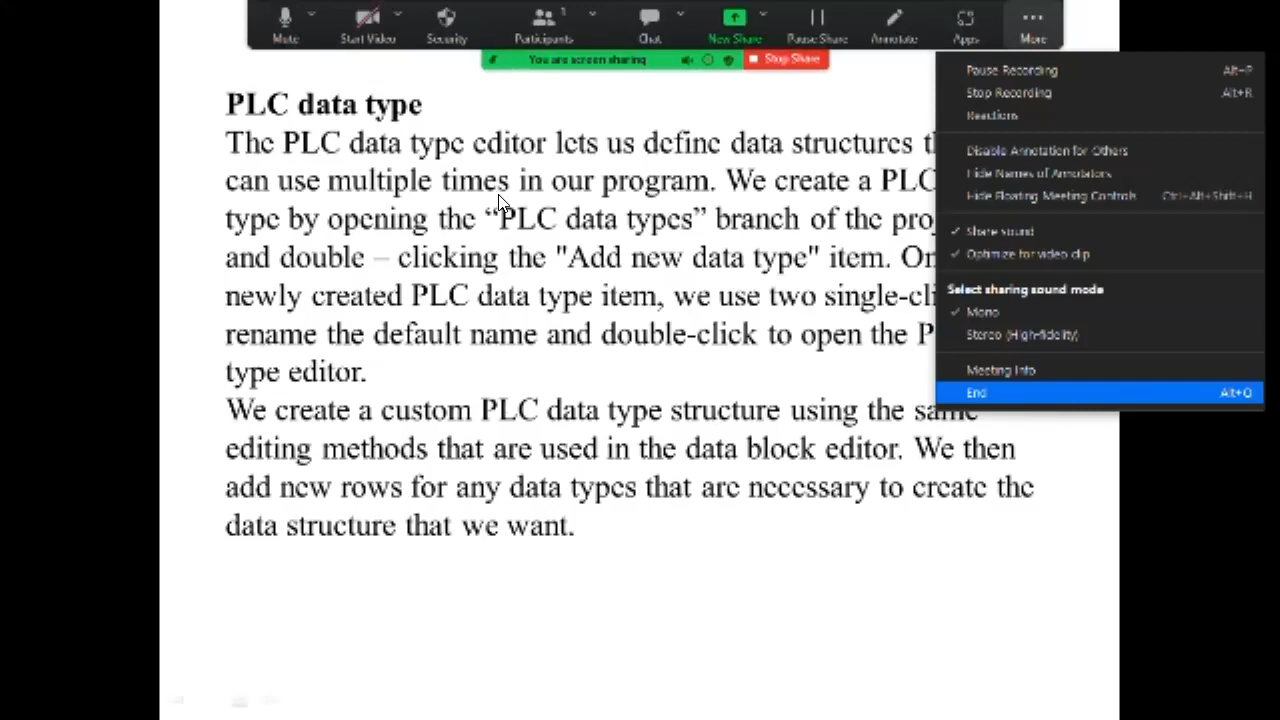 Mute
Start Video
Security
Participants
1
Chat
New Share
Pause Share
Annotate
Apps
More
You are screen sharing
Stop Share
Pause Recording Alt+P
Stop Recording Alt+R
Reactions
Disable Annotation for Others
Hide Names of Annotators
Hide Floating Meeting Controls Ctrl+Alt+Shift+H
Share sound
Optimize for video clip
Select sharing sound mode
Mono
Stereo (High-fidelity)
Meeting Info
End Alt+Q
PLC data type
The PLC data type editor lets us define data structures
can use multiple times in our program. We create a PLC
type by opening the “PLC data types” branch of the
and double – clicking the "Add new data type" item.
newly created PLC data type item, we use two
rename the default name and double-click to open the
type editor.
We create a custom PLC data type structure using the same
editing methods that are used in the data block editor. We then
add new rows for any data types that are necessary to create the
data structure that we want.